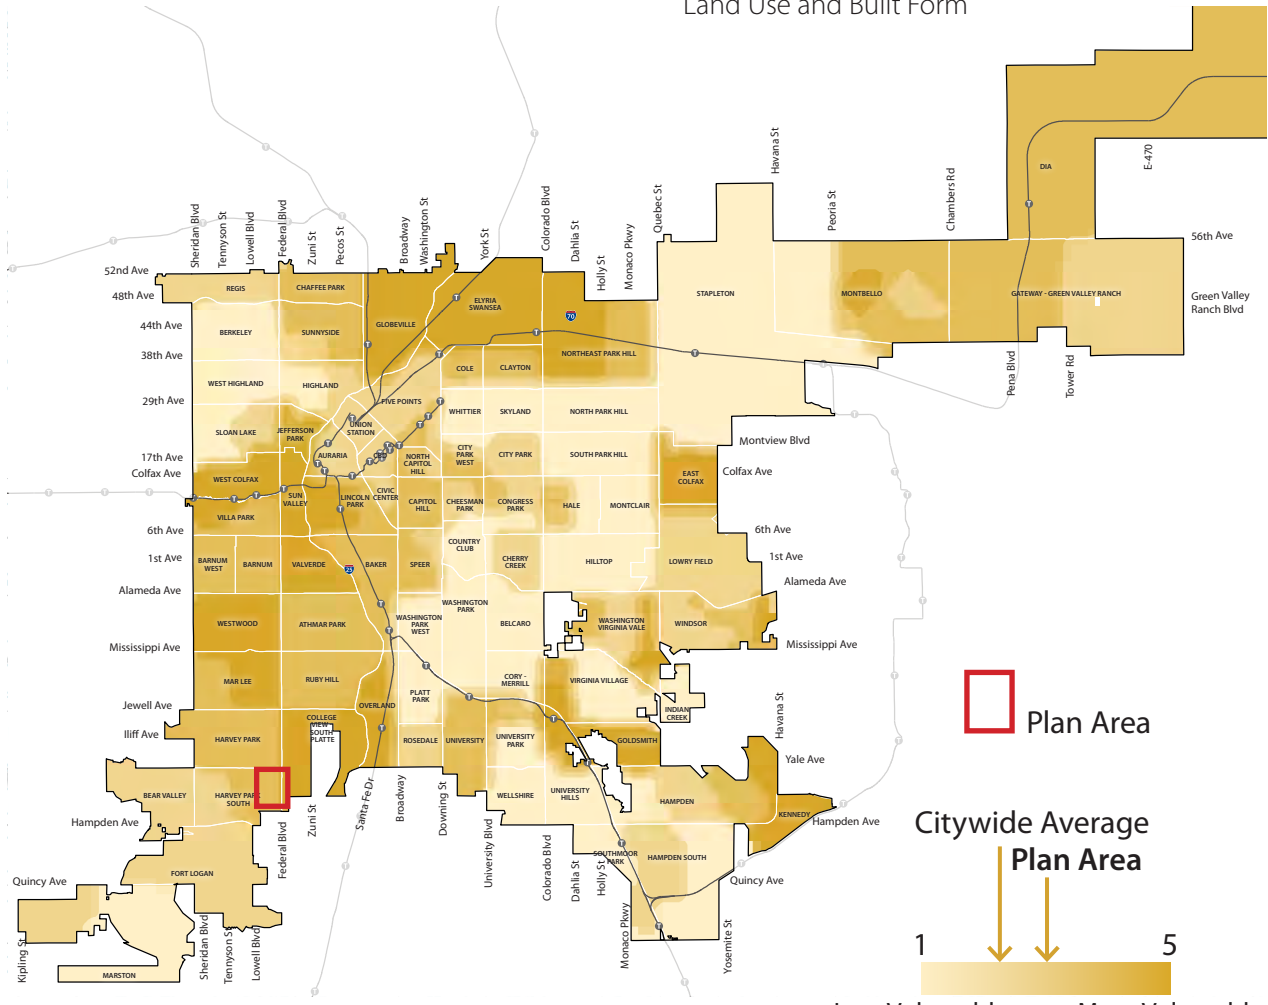 Land Use and Built Form
Havana St
E-470
DIA
Peoria St
Chambers Rd
Quebec St
Colorado Blvd
Dahlia St
Holly St
Monaco Pkwy
York St
Washington St
Broadway
Sheridan Blvd
Tennyson St
Lowell Blvd
Federal Blvd
Zuni St
Pecos St
56th Ave
52nd Ave
REGIS
CHAFFEE PARK
48th Ave
ELYRIA
SWANSEA
STAPLETON
MONTBELLO
GATEWAY - GREEN VALLEY RANCH
Green Valley
Ranch Blvd
70
44th Ave
BERKELEY
SUNNYSIDE
GLOBEVILLE
38th Ave
NORTHEAST PARK HILL
COLE
CLAYTON
Pena Blvd
Tower Rd
WEST HIGHLAND
HIGHLAND
29th Ave
FIVE POINTS
WHITTIER
SKYLAND
NORTH PARK HILL
SLOAN LAKE
JEFFERSON
PARK
UNION
STATION
Montview Blvd
17th Ave
AURARIA
CBD
NORTH
CAPITOL
HILL
CITY
PARK
WEST
CITY PARK
SOUTH PARK HILL
Colfax Ave
WEST COLFAX
EAST
COLFAX
Colfax Ave
SUN
VALLEY
LINCOLN
PARK
CIVIC
CENTER
CAPITOL
HILL
CHEESMAN
PARK
CONGRESS
PARK
HALE
MONTCLAIR
VILLA PARK
6th Ave
6th Ave
COUNTRY
CLUB
1st Ave
BARNUM
WEST
BARNUM
VALVERDE
25
BAKER
SPEER
CHERRY
CREEK
HILLTOP
LOWRY FIELD
1st Ave
Alameda Ave
Alameda Ave
WESTWOOD
ATHMAR PARK
WASHINGTON
PARK
WEST
WASHINGTON
PARK
BELCARO
WASHINGTON
VIRGINIA VALE
WINDSOR
Mississippi Ave
Mississippi Ave
MAR LEE
RUBY HILL
PLATT
PARK
CORY -
MERRILL
VIRGINIA VILLAGE
INDIAN
CREEK
Jewell Ave
OVERLAND
COLLEGE
VIEW
SOUTH
PLATTE
Havana St
Plan Area
Iliff Ave
HARVEY PARK
ROSEDALE
UNIVERSITY
UNIVERSITY
PARK
GOLDSMITH
Yale Ave
BEAR VALLEY
HARVEY PARK
SOUTH
WELLSHIRE
UNIVERSITY
HILLS
HAMPDEN
KENNEDY
Hampden Ave
Hampden Ave
Federal Blvd
Zuni St
Santa Fe Dr
Broadway
Downing St
University Blvd
Colorado Blvd
Dahlia St
Holly St
SOUTHMOOR
PARK
HAMPDEN SOUTH
Quincy Ave
Citywide Average
Plan Area
Quincy Ave
FORT LOGAN
Kipling St
Sheridan Blvd
Tennyson St
Lowell Blvd
Monaco Pkwy
Yosemite St
MARSTON
1
5